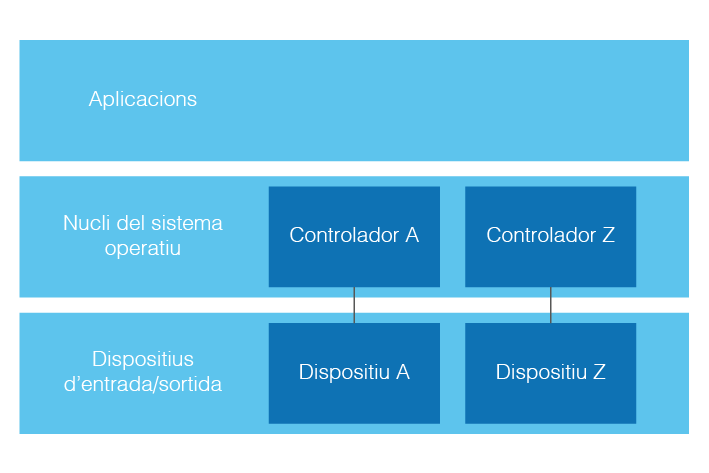 Aplicacions
Nucli del sistema
operatiu
Controlador A
Controlador Z
Dispositius
d’entrada/sortida
Dispositiu A
Dispositiu Z